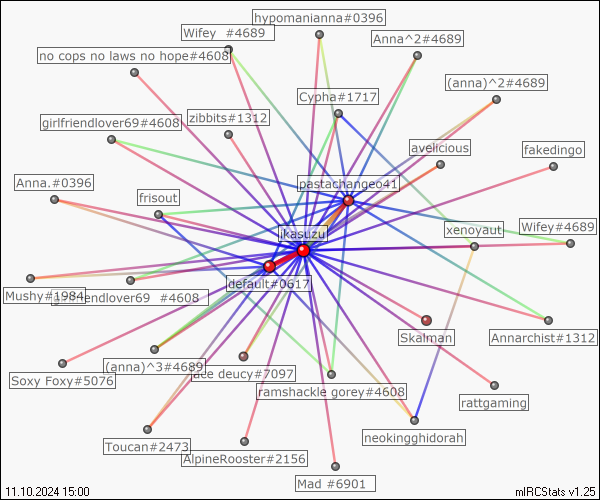 hypomanianna#0396
Wifey #4689
Anna^2#4689
no cops no laws no hope#4608
(anna)^2#4689
Cypha#1717
girlfriendlover69#4608
zibbits#1312
avelicious
fakedingo
Anna.#0396
pastachangeo41
frisout
ikasuzu
xenoyaut
Wifey#4689
default#0617
Mushy#1984
girlfriendlover69 #4608
Skalman
Annarchist#1312
(anna)^3#4689
Soxy Foxy#5076
ace deucy#7097
ramshackle gorey#4608
rattgaming
neokingghidorah
Toucan#2473
AlpineRooster#2156
Mad #6901
11.10.2024 15:00
mIRCStats v1.25